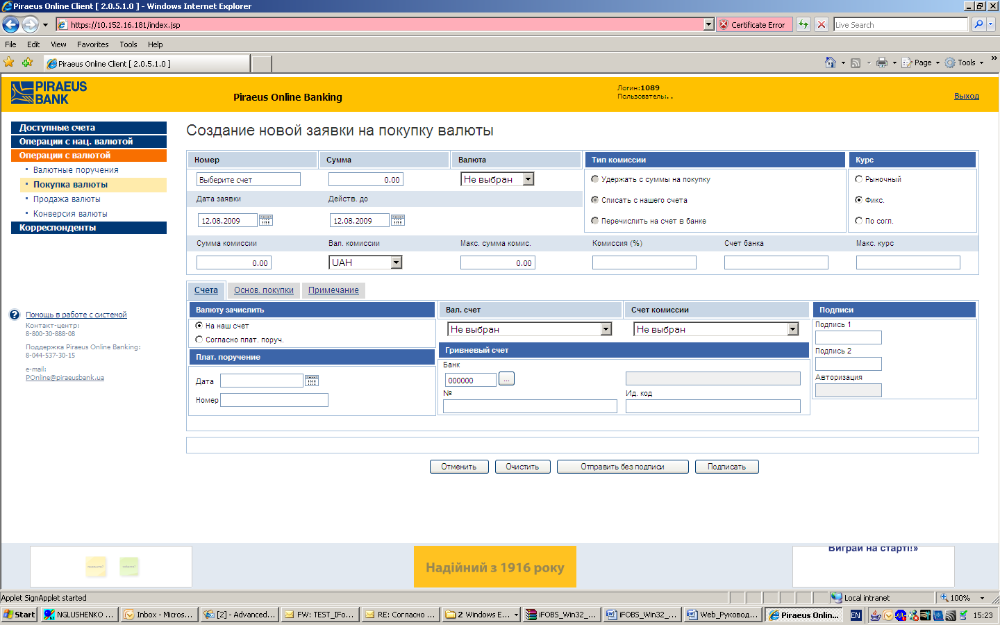 Piraeus Online Client [ 2.0.5.1.0 ] - Windows Internet Explorer
https://10.152.16.181/index.jsp
Certificate Error
Live Search
File Edit View Favorites Tools Help
Piraeus Online Client [ 2.0.5.1.0 ]
Page Tools
PIRAEUS BANK
Piraeus Online Banking
Логин:1089
Пользователь:. .
Выход
Доступные счета
Операции с нац. валютой
Операции с валютой
Валютные поручения
Покупка валюты
Продажа валюты
Конверсия валюты
Корреспонденты
Помощь в работе с системой
Контакт-центр:
8-800-30-888-08
Поддержка Piraeus Online Banking:
8-044-537-30-15
e-mail:
POnline@piraeusbank.ua
Создание новой заявки на покупку валюты
Номер Сумма Валюта Тип комиссии Курс
Выберите счет 0.00 Не выбран Удержать с суммы на покупку Рыночный
Дата заявки Действ. до Списать с нашего счета Фикс.
12.08.2009 12.08.2009 Перечислить на счет в банке По согл.
Сумма комиссии Вал. комиссии Макс. сумма комис. Комиссия (%) Счет банка Макс. курс
0.00 UAH 0.00
Счета Основ. покупки Примечание
Валюту зачислить Вал. счет Счет комиссии Подписи
На наш счет Не выбран Не выбран Подпись 1
Согласно плат. поруч.
Плат. поручение Гривневый счет Подпись 2
Банк
Дата 000000 ... Авторизация
№ Ид. код
Номер
Отменить Очистить Отправить без подписи Подписать
Надійний з 1916 року
Виграй на старті!»
Applet SignApplet started
Local intranet 100%
Start NGLUSHENKO ... Inbox - Micros... [2] - Advanced... FW: TEST_IFo... RE: Согласно ... 2 Windows E... iFOBS_Win32_... iFOBS_Win32_... Web_Руковод... Piraeus Onlin... EN 15:23